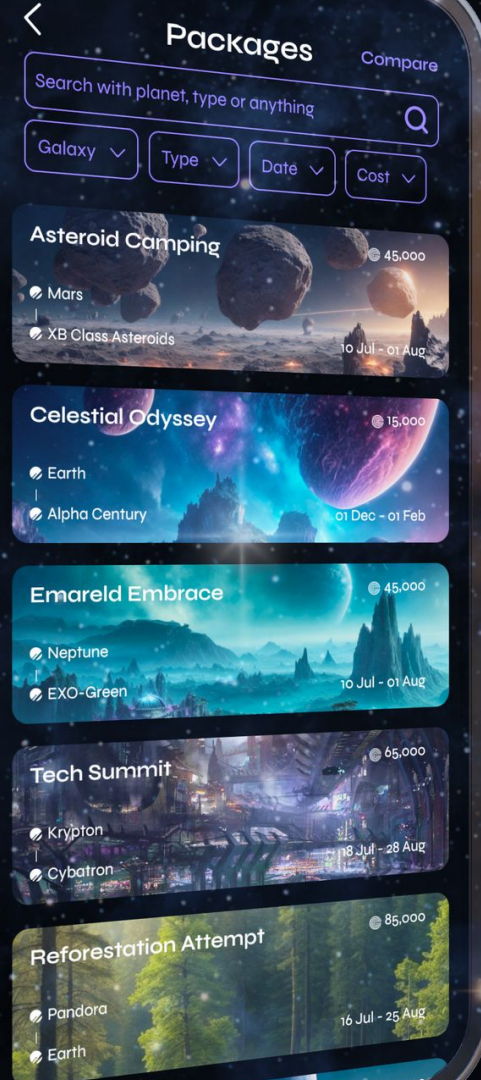 Packages
Compare
Search with planet, type or anything
Galaxy
Type
Date
Cost
Asteroid Camping
45,000
Mars
XB Class Asteroids
10 Jul - 01 Aug
Celestial Odyssey
15,000
Earth
Alpha Century
01 Dec - 01 Feb
Emareld Embrace
45,000
Neptune
EXO-Green
10 Jul - 01 Aug
Tech Summit
65,000
Krypton
18 Jul - 28 Aug
Cybatron
Reforestation Attempt
85,000
Pandora
16 Jul - 25 Aug
Earth